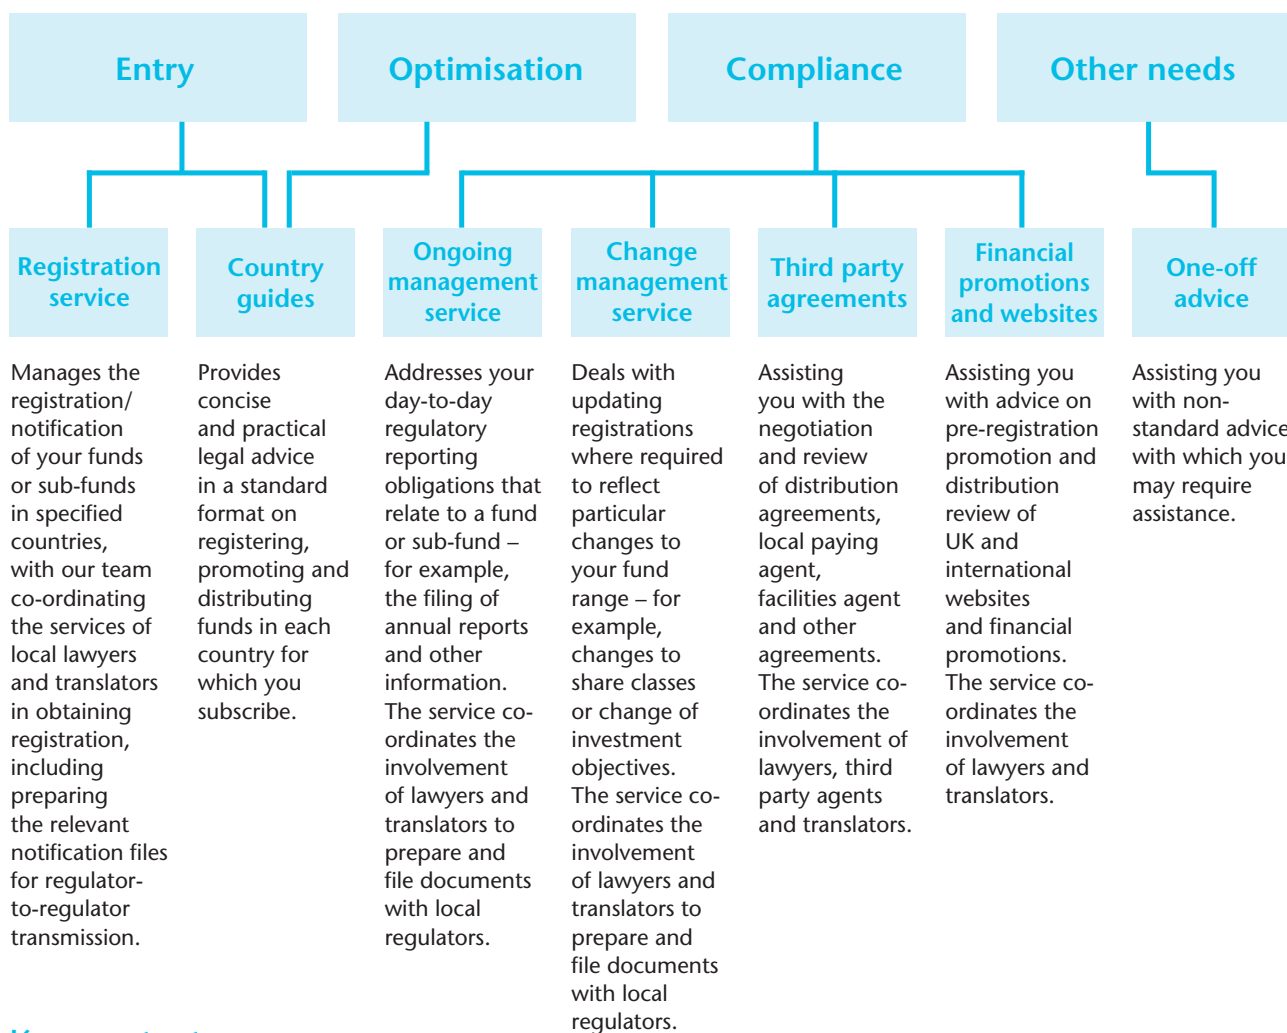 Entry
Optimisation
Compliance
Other needs
Registration
service
Country
guides
Ongoing
management
service
Change
management
service
Third party
agreements
Financial
promotions
and websites
One-off
advice
Manages the
registration/
notification
of your funds
or sub-funds
in specified
countries,
with our team
co-ordinating
the services of
local lawyers
and translators
in obtaining
registration,
including
preparing
the relevant
notification files
for regulator-
to-regulator
transmission.
Provides
concise
and practical
legal advice
in a standard
format on
registering,
promoting and
distributing
funds in each
country for
which you
subscribe.
Addresses your
day-to-day
regulatory
reporting
obligations that
relate to a fund
or sub-fund –
for example,
the filing of
annual reports
and other
information.
The service co-
ordinates the
involvement
of lawyers and
translators to
prepare and
file documents
with local
regulators.
Deals with
updating
registrations
where required
to reflect
particular
changes to
your fund
range – for
example,
changes to
share classes
or change of
investment
objectives.
The service co-
ordinates the
involvement
of lawyers and
translators to
prepare and
file documents
with local
regulators.
Assisting
you with the
negotiation
and review
of distribution
agreements,
local paying
agent,
facilities agent
and other
agreements.
The service co-
ordinates the
involvement of
lawyers, third
party agents
and translators.
Assisting you
with advice on
pre-registration
promotion and
distribution
review of
UK and
international
websites
and financial
promotions.
The service co-
ordinates the
involvement
of lawyers and
translators.
Assisting you
with non-
standard advice
with which you
may require
assistance.